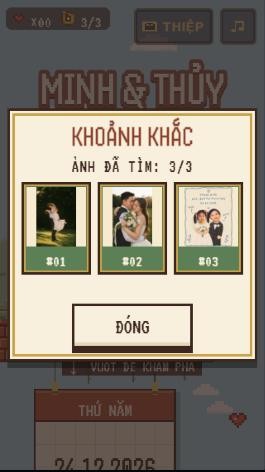 X00
3/3
THIỆP
MINH & THỦY
KHOẢNH KHẮC
ẢNH ĐÃ TÌM: 3/3
#01
#02
#03
ĐÓNG
↓ VUỐT ĐỂ KHÁM PHÁ
THỨ NĂM
24.12.2026